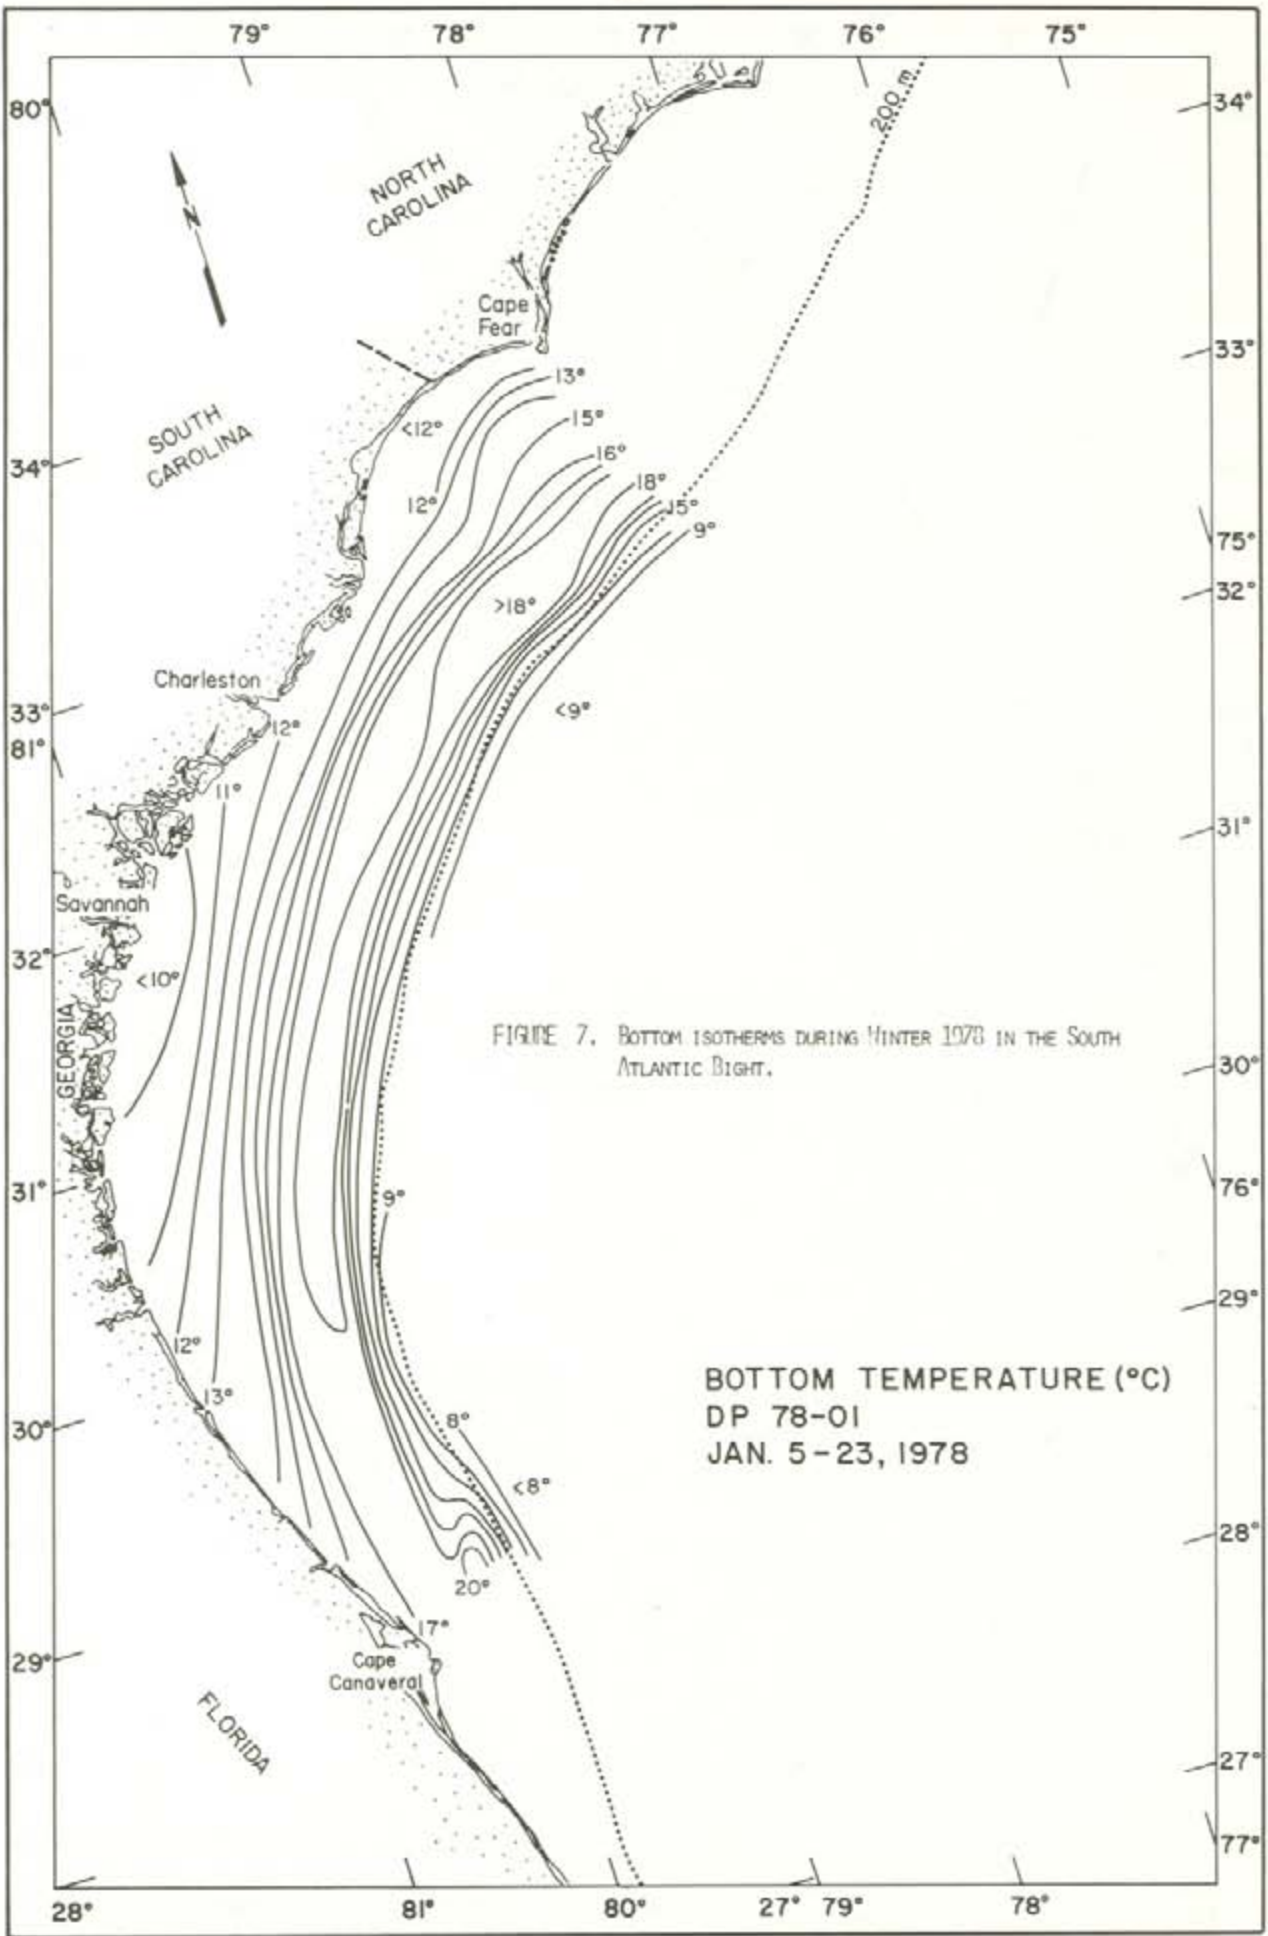 79° 78° 77° 76° 75°
80°
34°
200 m
N
NORTH
CAROLINA
Cape
Fear
33°
13°
SOUTH
CAROLINA
<12°
15°
34°
16°
12°
18°
15°
9°
75°
32°
>18°
Charleston
33°
<9°
81°
12°
11°
31°
Savannah
32°
<10°
GEORGIA
FIGURE 7. BOTTOM ISOTHERMS DURING WINTER 1978 IN THE SOUTH
ATLANTIC BIGHT.
30°
31°
9°
76°
29°
12°
13°
BOTTOM TEMPERATURE (°C)
DP 78-01
JAN. 5-23, 1978
30°
8°
<8°
28°
20°
17°
29°
Cape
Canaveral
FLORIDA
27°
77°
28° 81° 80° 27° 79° 78°